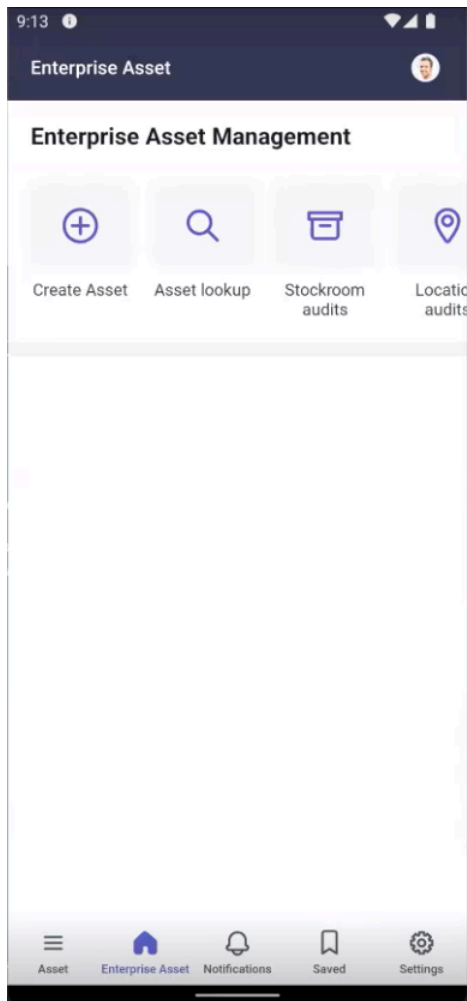 9:13
Enterprise Asset
Enterprise Asset Management
Create Asset
Asset lookup
Stockroom
audits
audits
Asset
Enterprise Asset
Notifications
Saved
Settings